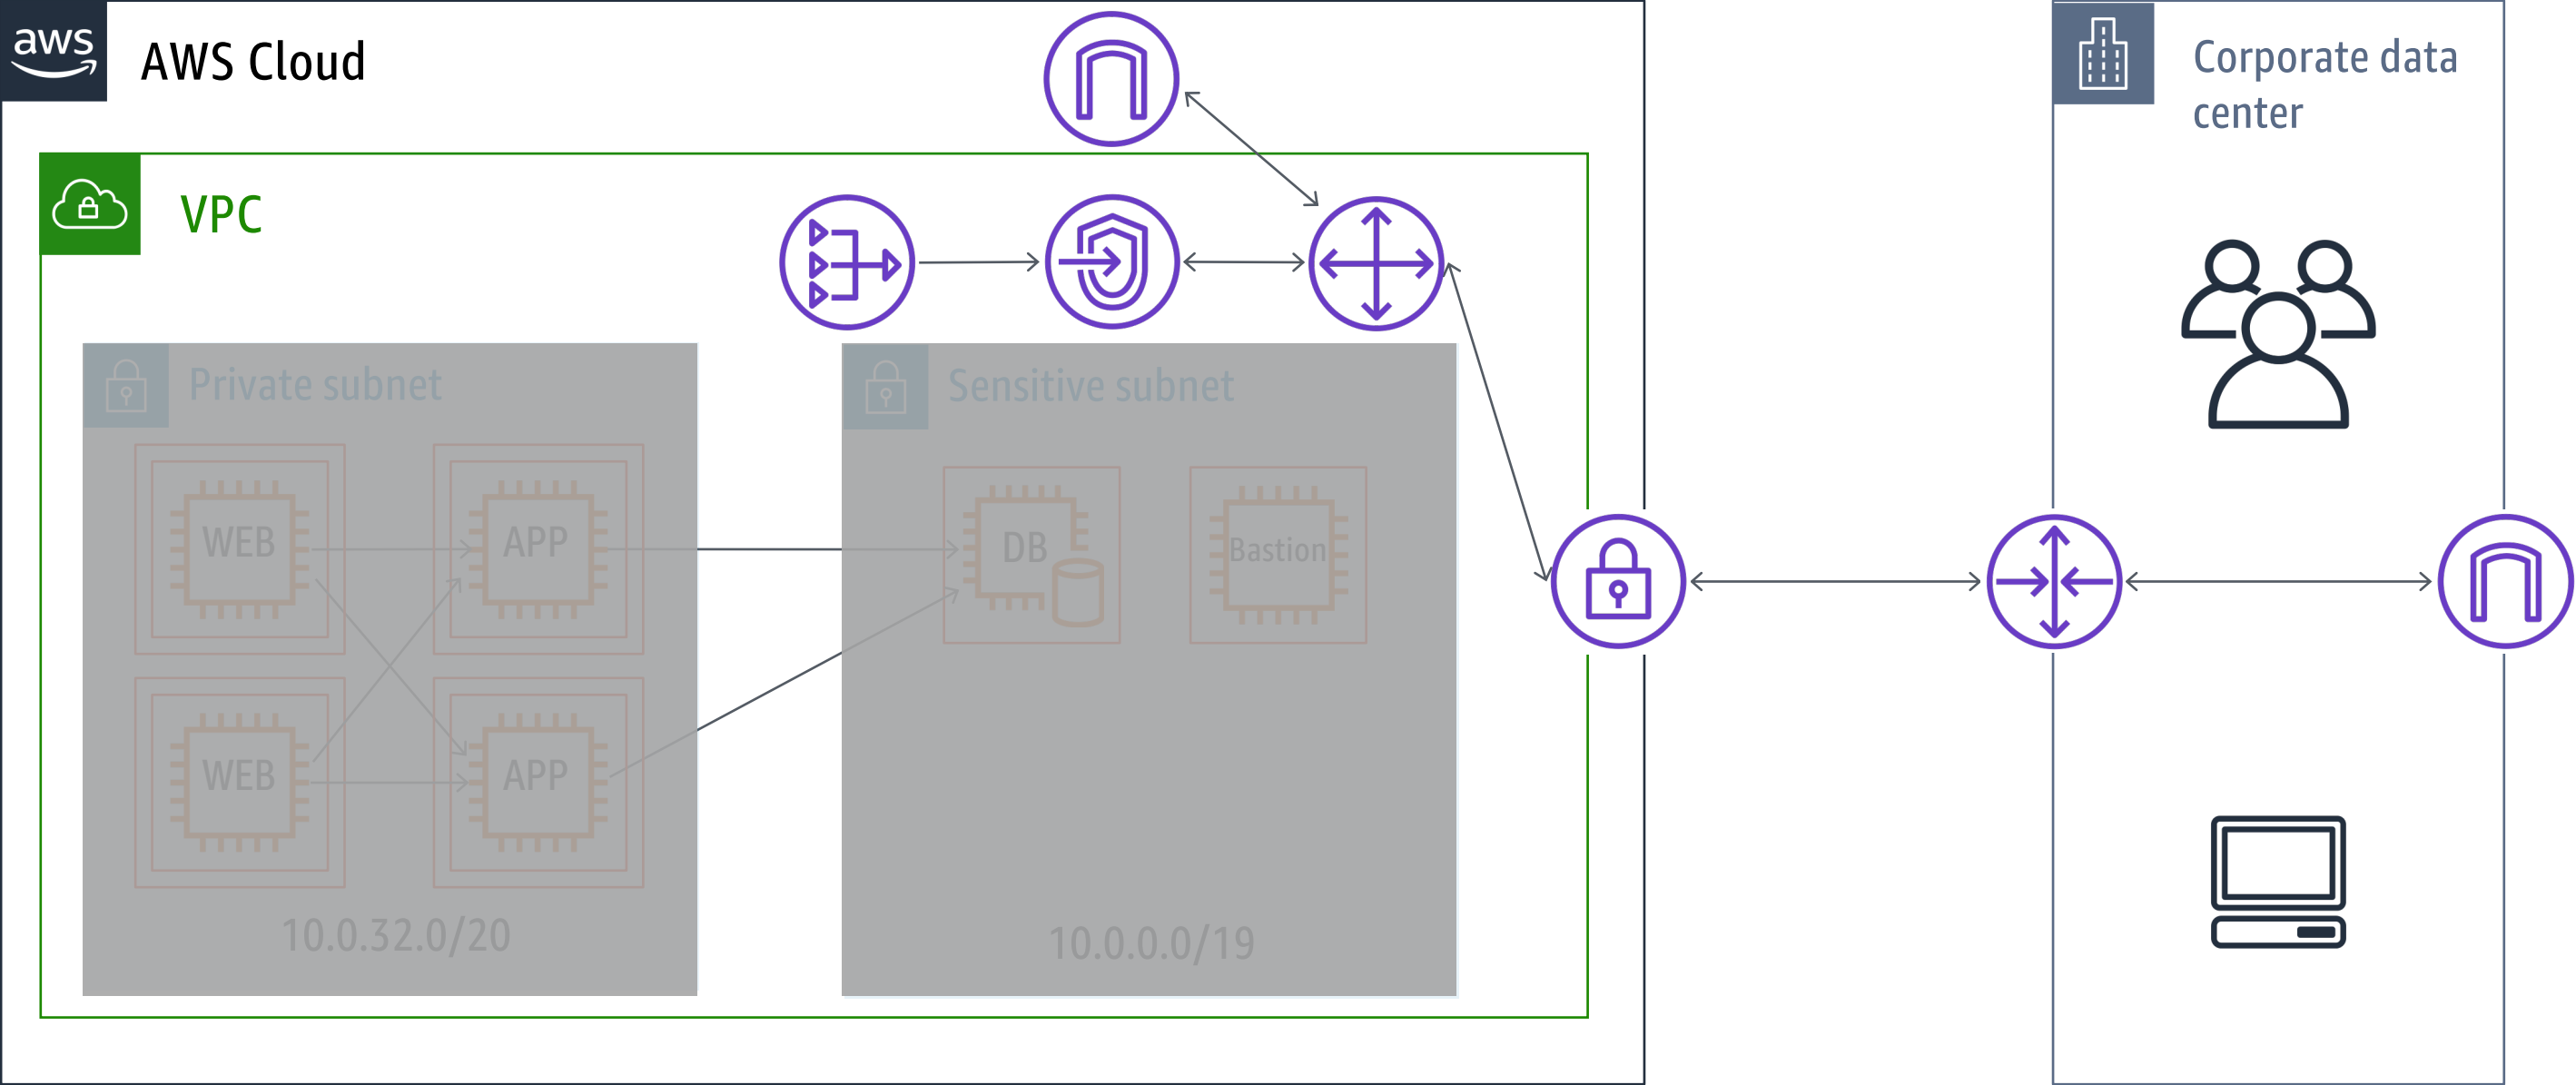 aws
AWS Cloud
Corporate data
center
VPC
Private subnet
Sensitive subnet
WEB
APP
DB
Bastion
WEB
APP
10.0.32.0/20
10.0.0.0/19